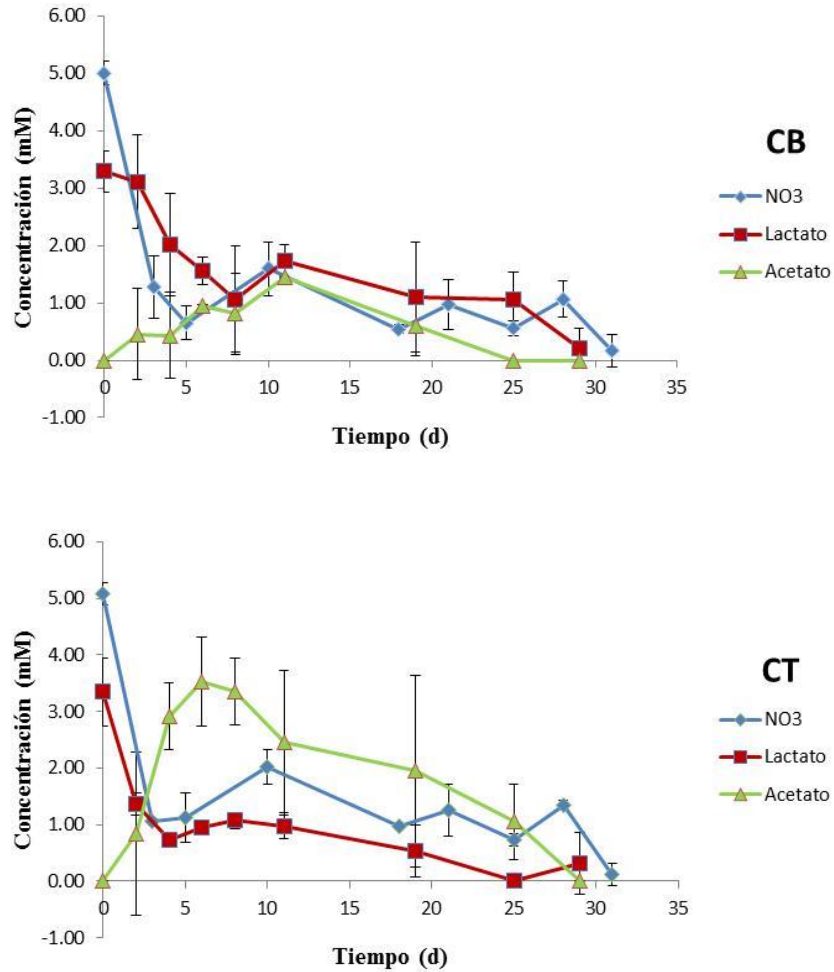 6.00
5.00
4.00
3.00
2.00
1.00
0.00
-1.00
0 5 10 15 20 25 30 35
Concentración (mM)
Tiempo (d)
CB
NO3
Lactato
Acetato
6.00
5.00
4.00
3.00
2.00
1.00
0.00
-1.00
0 5 10 15 20 25 30 35
Concentración (mM)
Tiempo (d)
CT
NO3
Lactato
Acetato